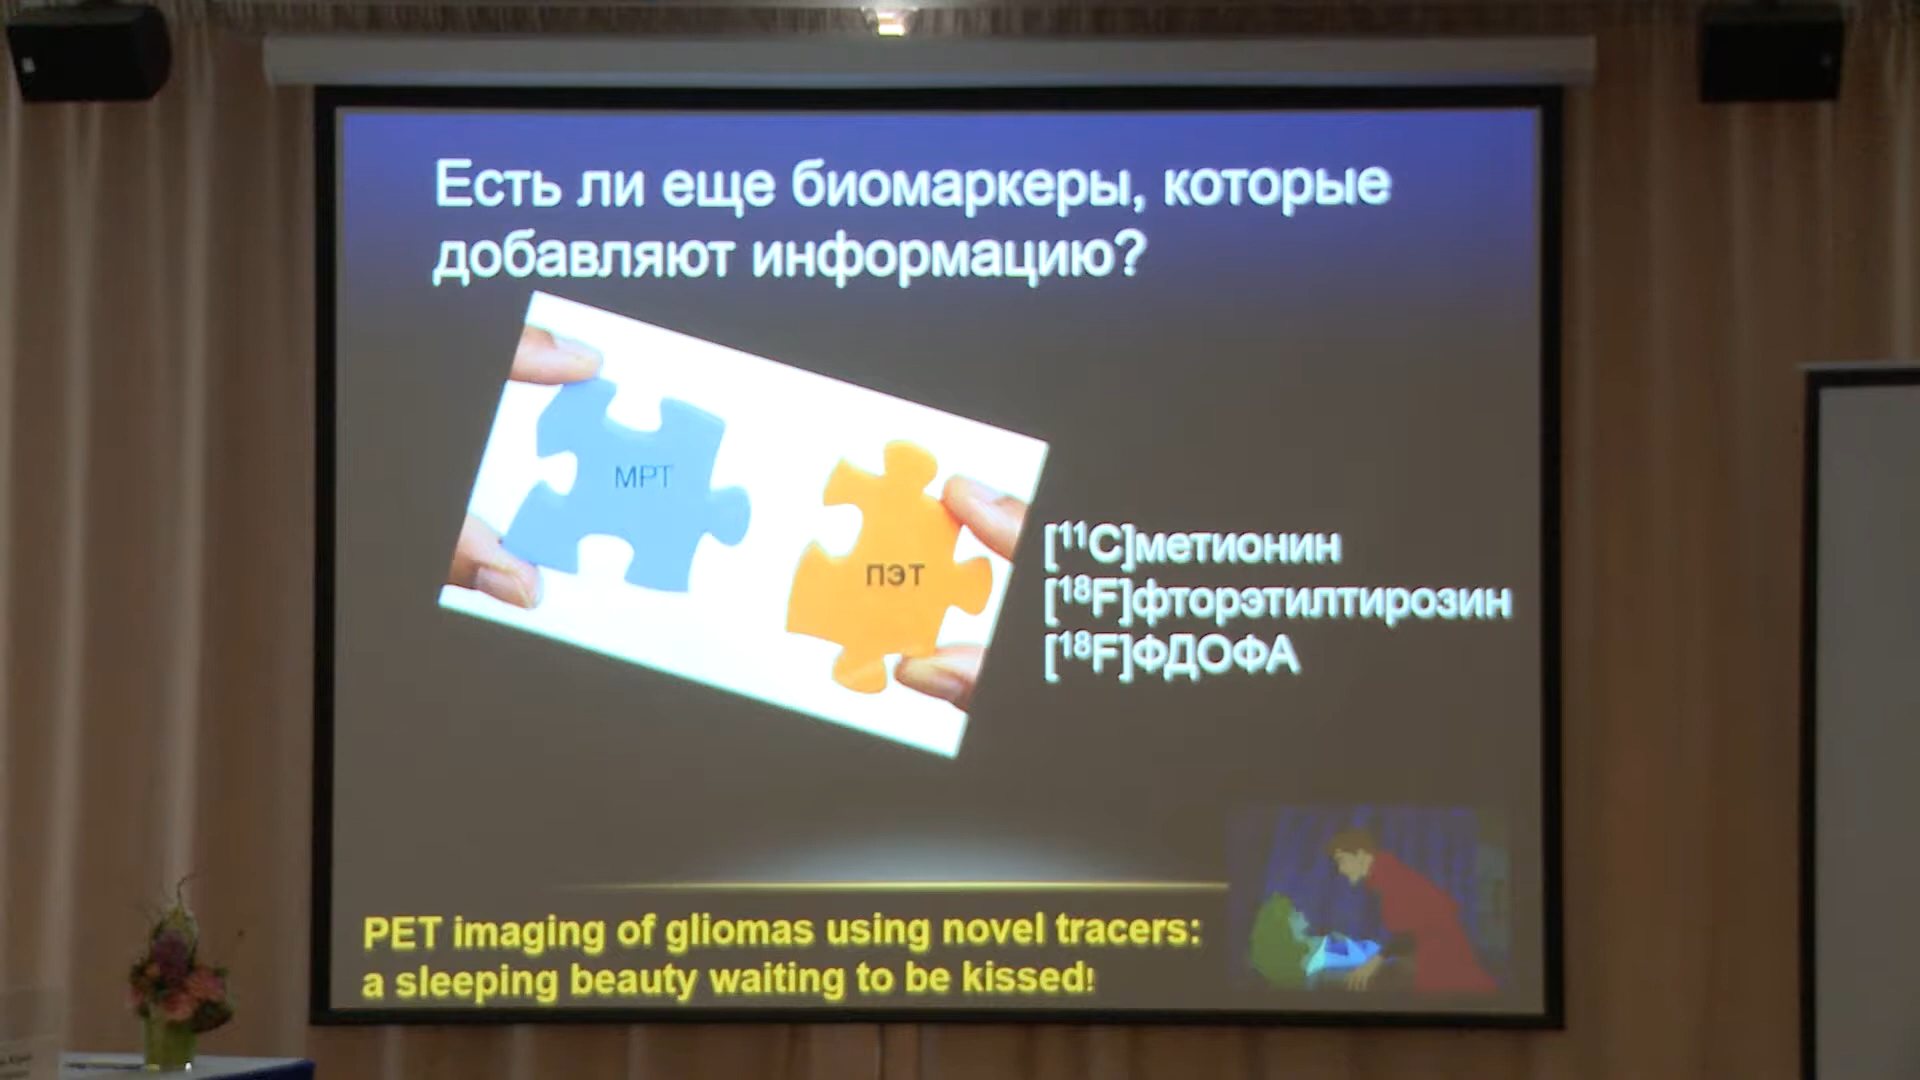 Есть ли еще биомаркеры, которые
добавляют информацию?
МРТ
ПЭТ
[¹¹C]метионин
[¹⁸F]фторэтилтирозин
[¹⁸F]ФДОФА
PET imaging of gliomas using novel tracers:
a sleeping beauty waiting to be kissed!